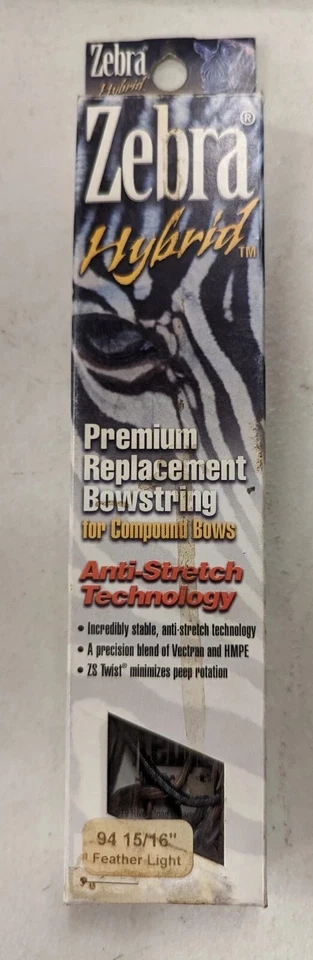 Zebra®
Hybrid
Zebra®
Hybrid™
Premium
Replacement
Bowstring
for Compound Bows
Anti-Stretch
Technology
• Incredibly stable, anti-stretch technology
• A precision blend of Vectran and HMPE
• ZS Twist® minimizes peep rotation
94 15/16"
" Feather Light